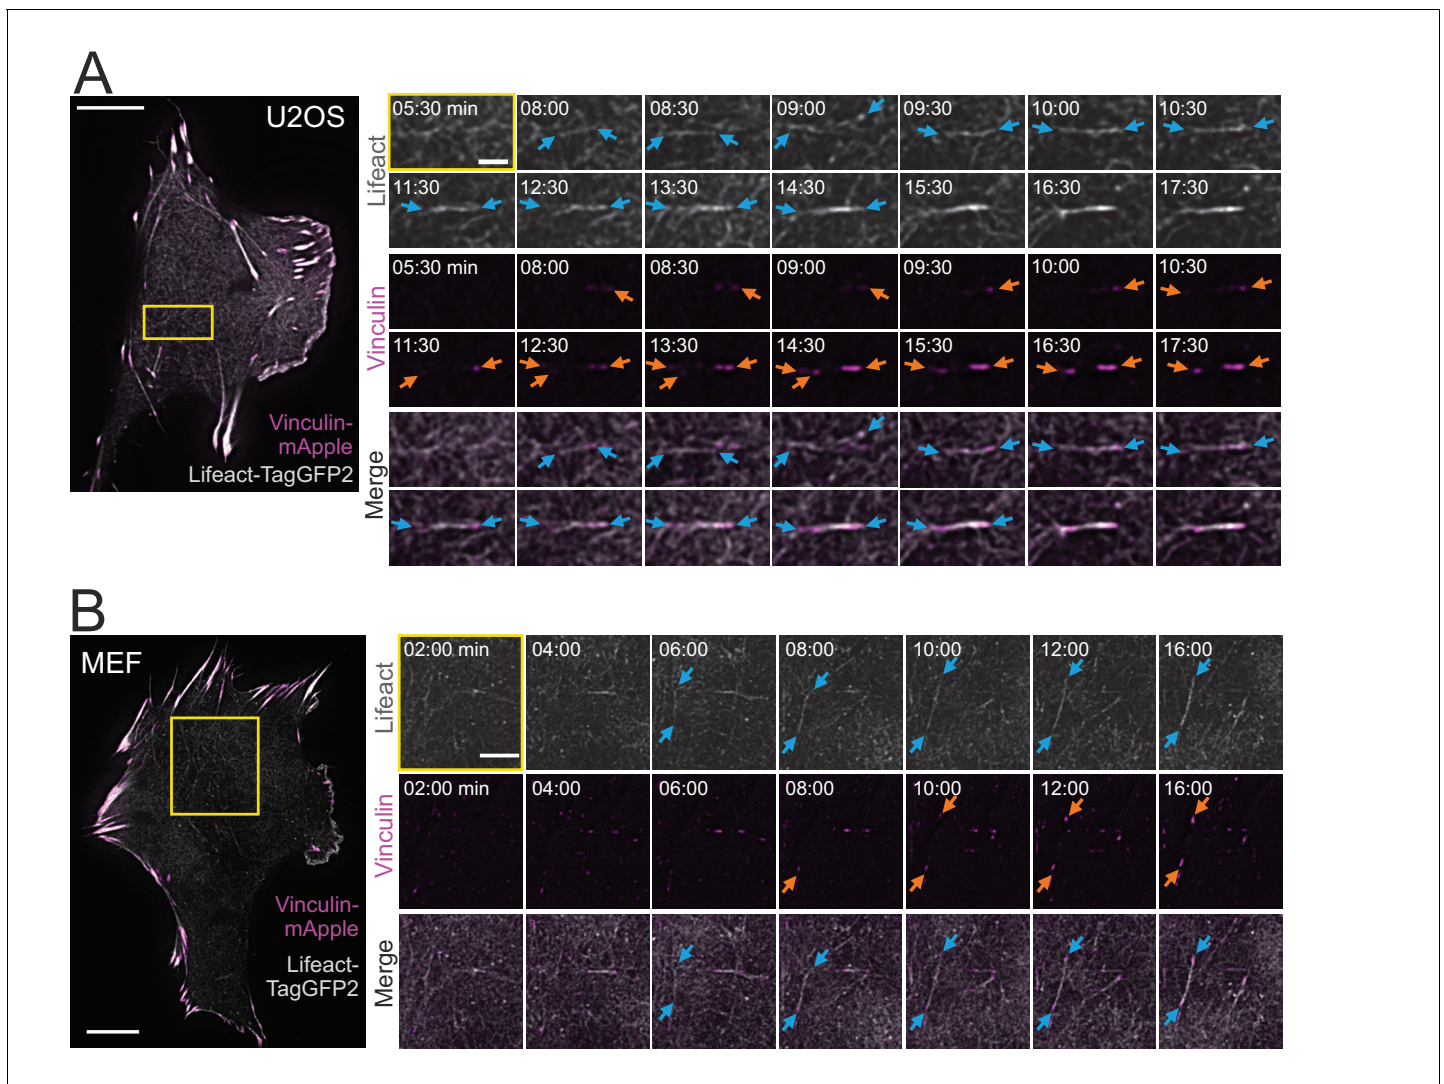 A
U2OS
Vinculin-
mApple
Lifeact-TagGFP2
Lifeact
05:30 min 08:00 08:30 09:00 09:30 10:00 10:30
11:30 12:30 13:30 14:30 15:30 16:30 17:30
Vinculin
05:30 min 08:00 08:30 09:00 09:30 10:00 10:30
11:30 12:30 13:30 14:30 15:30 16:30 17:30
Merge
B
MEF
Vinculin-
mApple
Lifeact-
TagGFP2
Lifeact
02:00 min 04:00 06:00 08:00 10:00 12:00 16:00
Vinculin
02:00 min 04:00 06:00 08:00 10:00 12:00 16:00
Merge